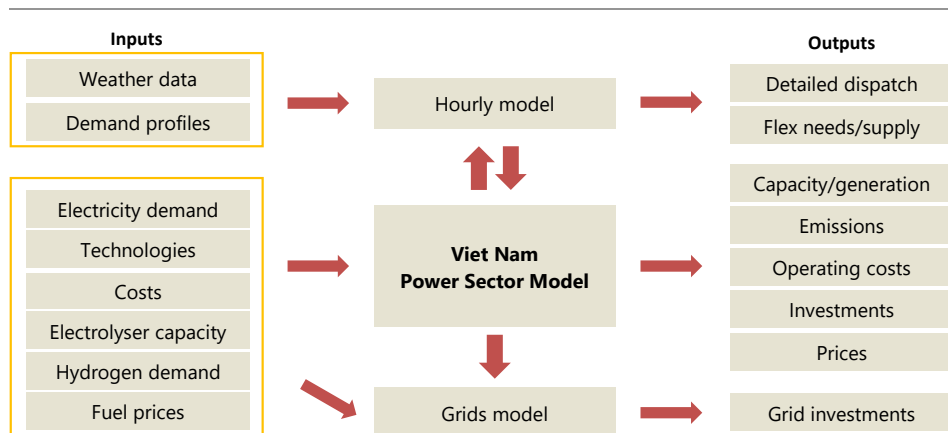 Inputs
Outputs
Weather data
Demand profiles
Hourly model
Detailed dispatch
Flex needs/supply
Electricity demand
Technologies
Costs
Electrolyser capacity
Hydrogen demand
Fuel prices
Viet Nam
Power Sector Model
Grids model
Capacity/generation
Emissions
Operating costs
Investments
Prices
Grid investments